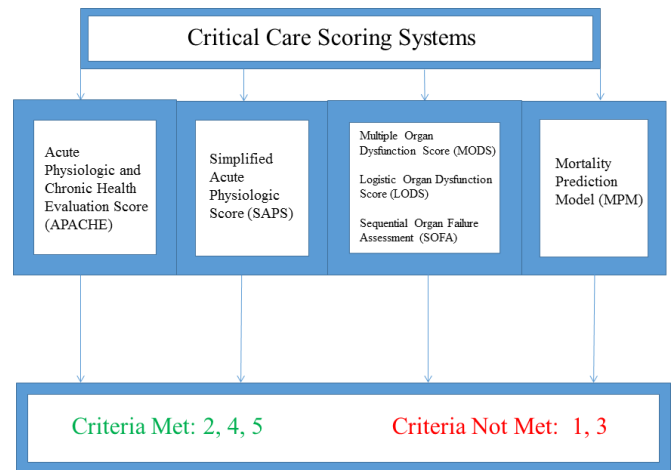 Critical Care Scoring Systems
Acute
Physiologic and
Chronic Health
Evaluation Score
(APACHE)
Simplified
Acute
Physiologic
Score (SAPS)
Multiple Organ
Dysfunction Score (MODS)
Logistic Organ Dysfunction
Score (LODS)
Sequential Organ Failure
Assessment (SOFA)
Mortality
Prediction
Model (MPM)
Criteria Met: 2, 4, 5
Criteria Not Met: 1, 3